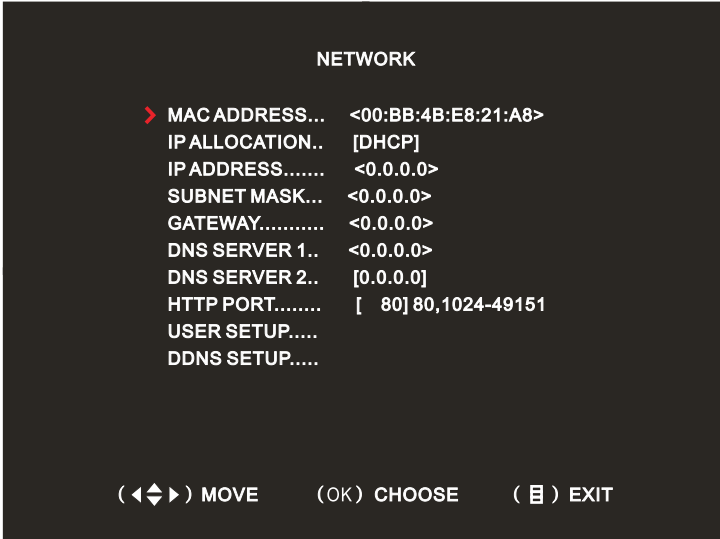 NETWORK
MAC ADDRESS... <00:BB:4B:E8:21:A8>
IP ALLOCATION.. [DHCP]
IP ADDRESS....... <0.0.0.0>
SUBNET MASK... <0.0.0.0>
GATEWAY........... <0.0.0.0>
DNS SERVER 1.. <0.0.0.0>
DNS SERVER 2.. [0.0.0.0]
HTTP PORT........ [ 80] 80,1024-49151
USER SETUP.....
DDNS SETUP.....
(◀◆▶) MOVE (OK) CHOOSE (目) EXIT